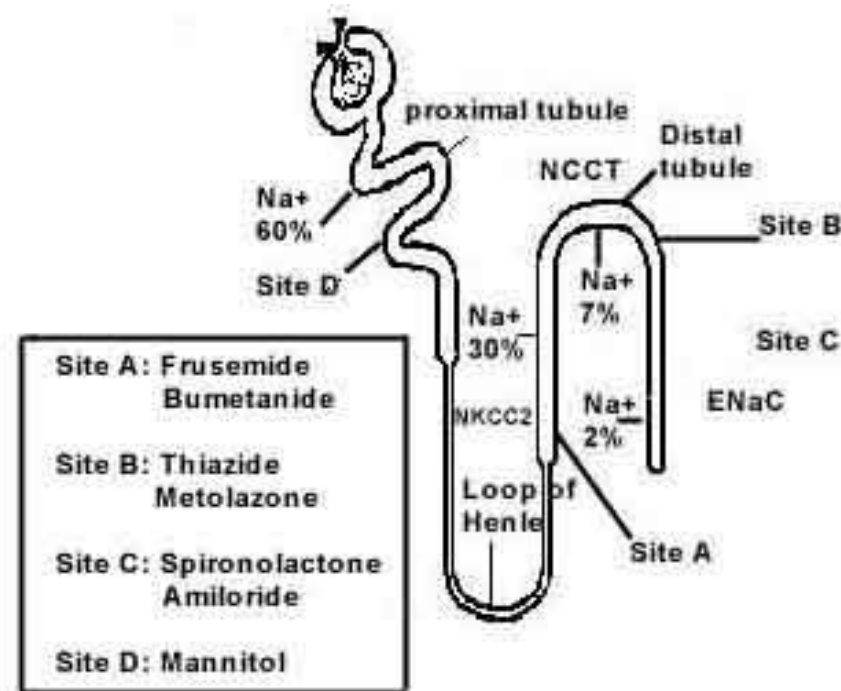 proximal tubule
Distal
tubule
NCCT
Na+
60%
Site B
Site D
Na+
7%
Na+
30%
Site C
NKCC2
Na+
2%
ENaC
Loop of
Henle
Site A
Site A: Frusemide
Bumetanide
Site B: Thiazide
Metolazone
Site C: Spironolactone
Amiloride
Site D: Mannitol